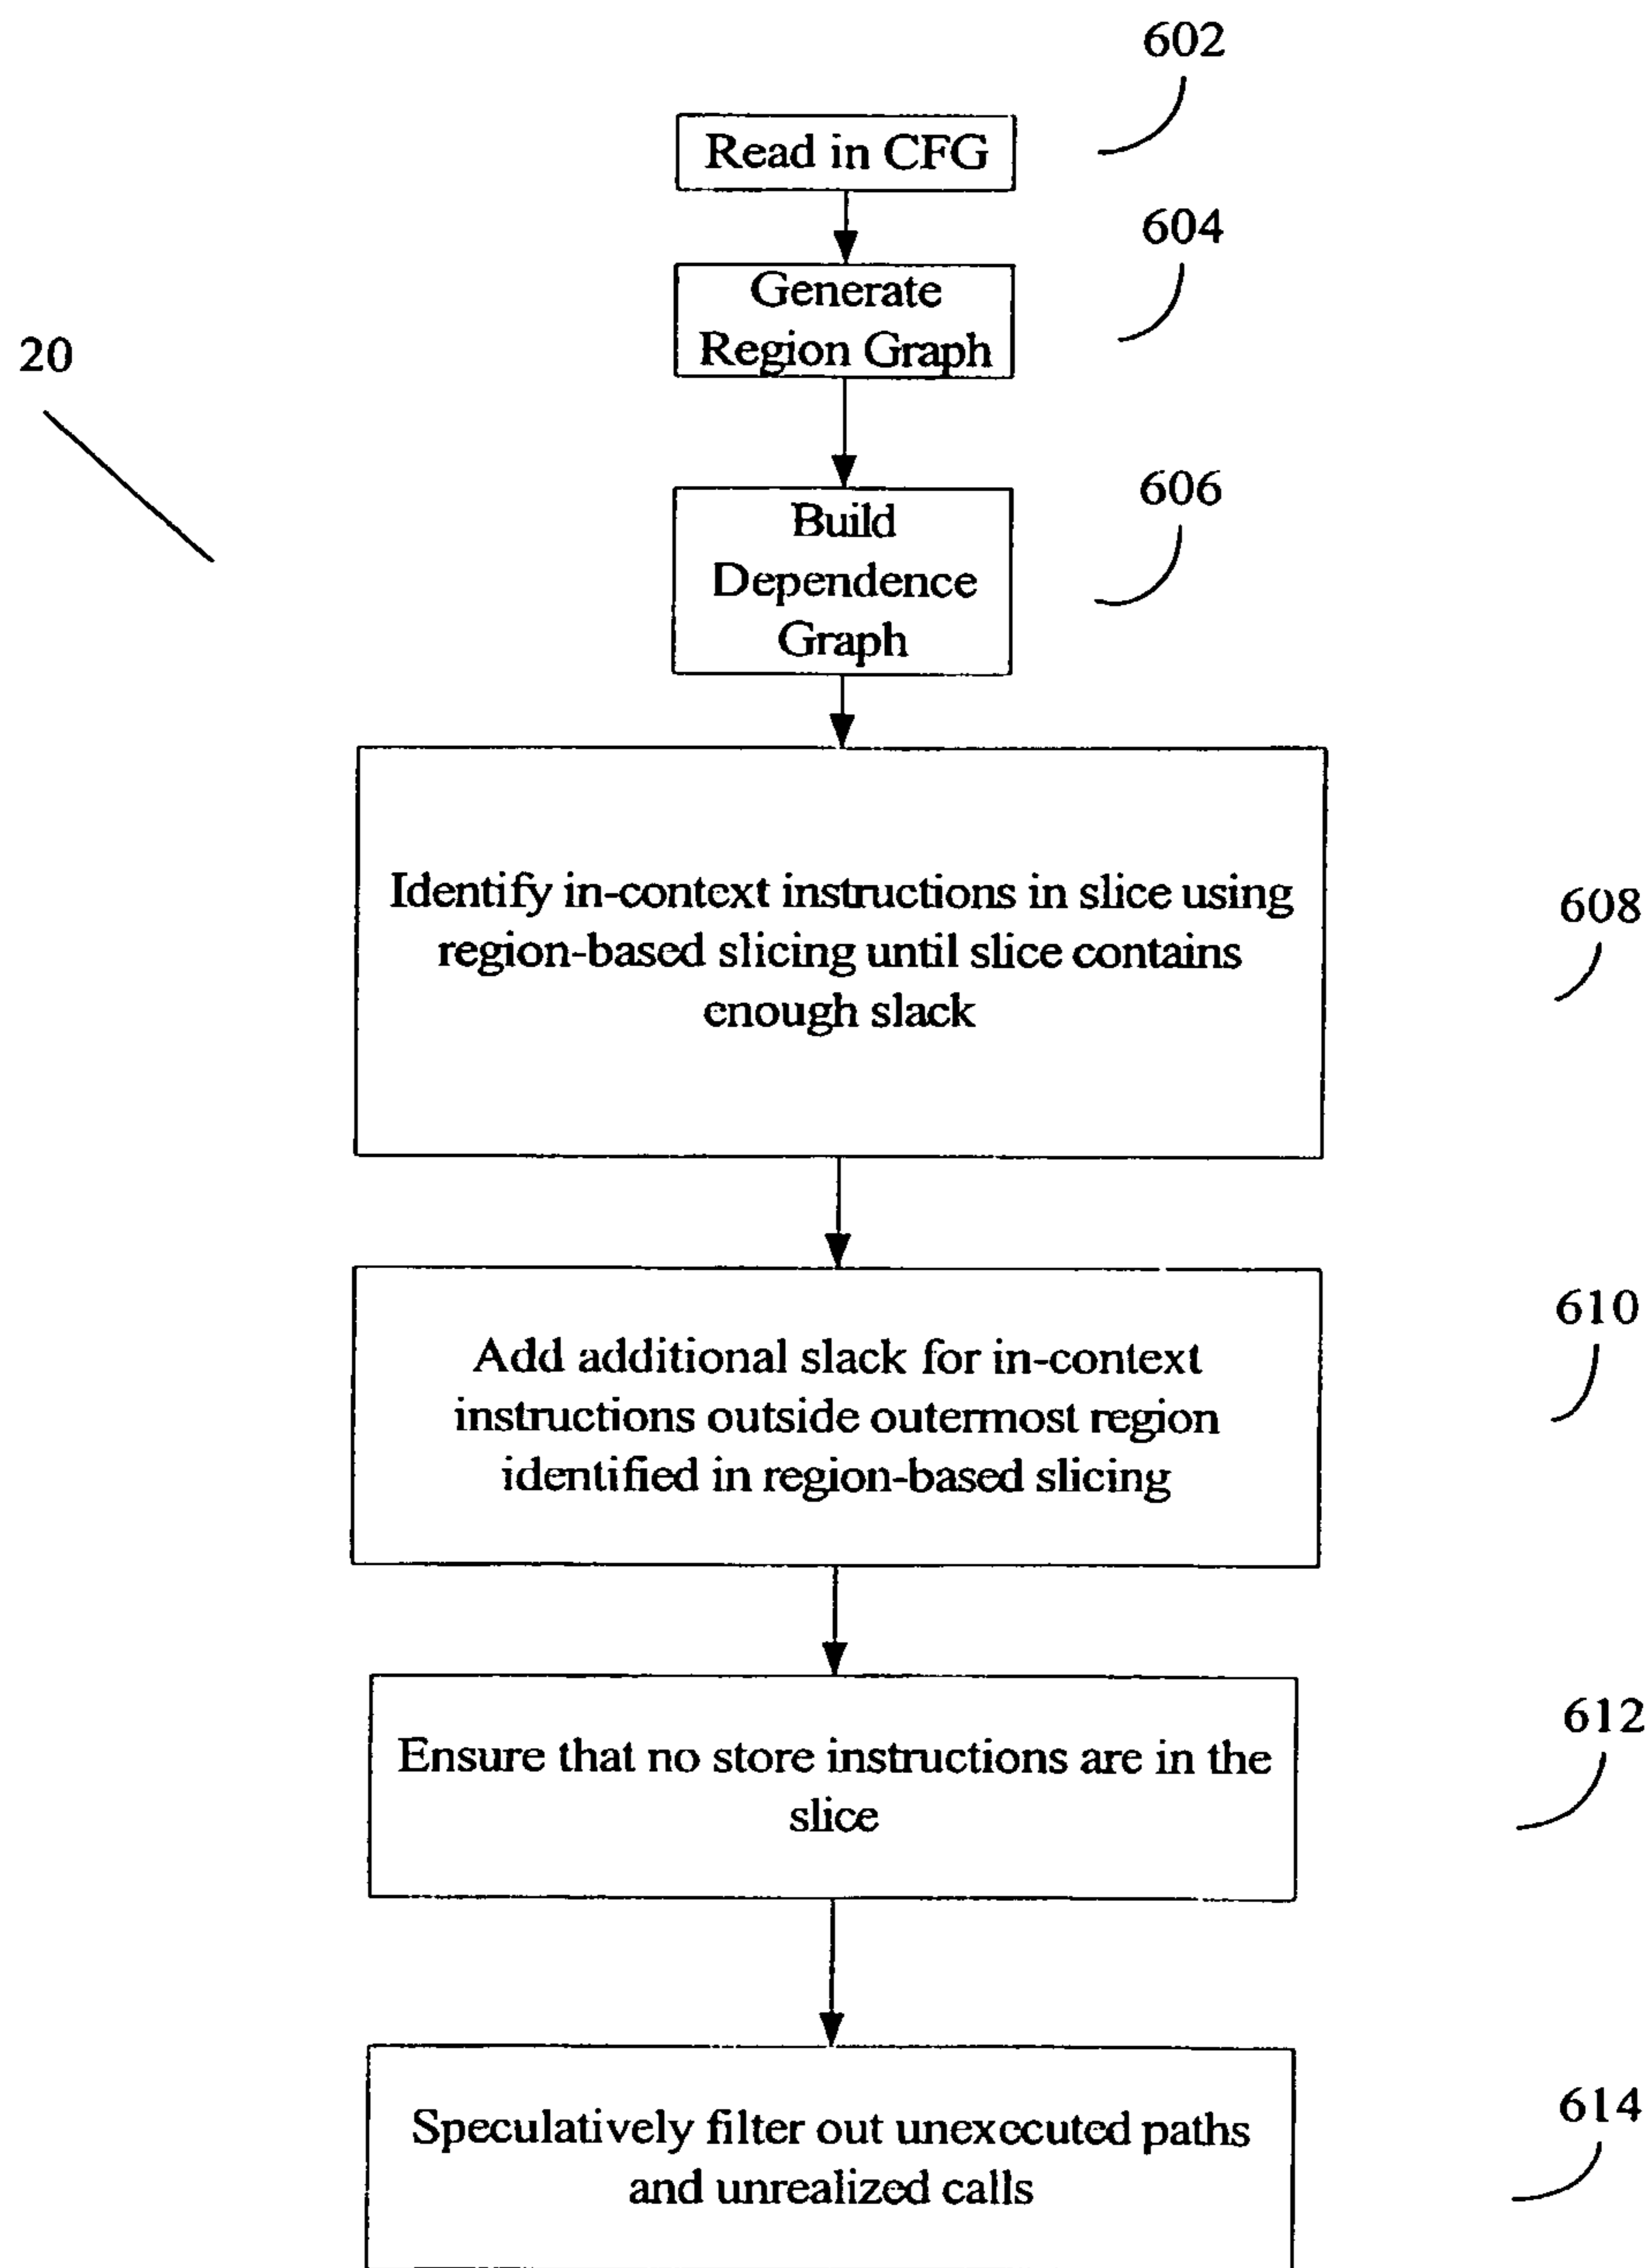 602
Read in CFG
604
Generate
Region Graph
20
606
Build
Dependence
Graph
608
Identify in-context instructions in slice using
region-based slicing until slice contains
enough slack
610
Add additional slack for in-context
instructions outside outermost region
identified in region-based slicing
612
Ensure that no store instructions are in the
slice
614
Speculatively filter out unexecuted paths
and unrealized calls